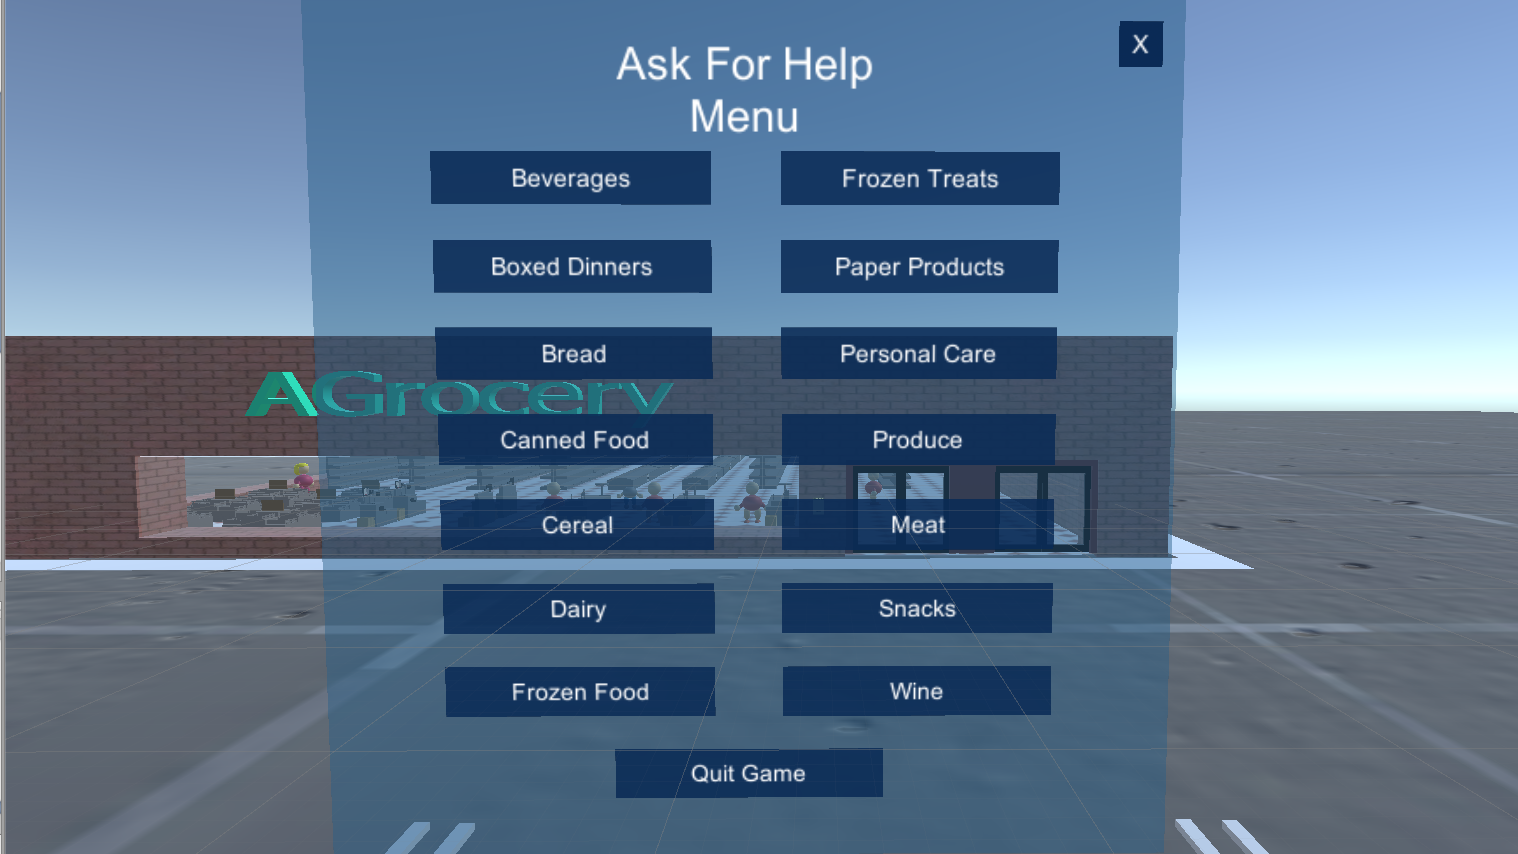 X
Ask For Help
Menu
Beverages
Frozen Treats
Boxed Dinners
Paper Products
Bread
Personal Care
AGrocery
Canned Food
Produce
Cereal
Meat
Dairy
Snacks
Frozen Food
Wine
Quit Game